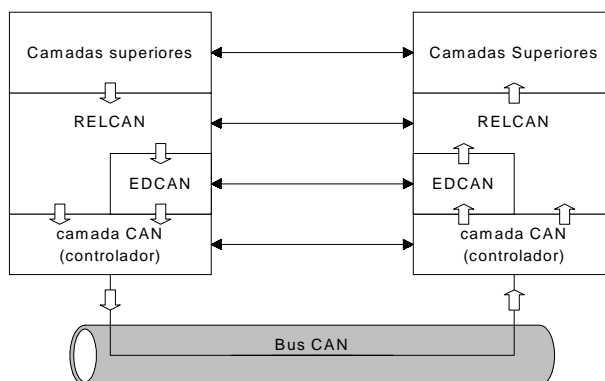 Camadas superiores
Camadas Superiores
RELCAN
RELCAN
EDCAN
EDCAN
camada CAN
(controlador)
camada CAN
(controlador)
Bus CAN